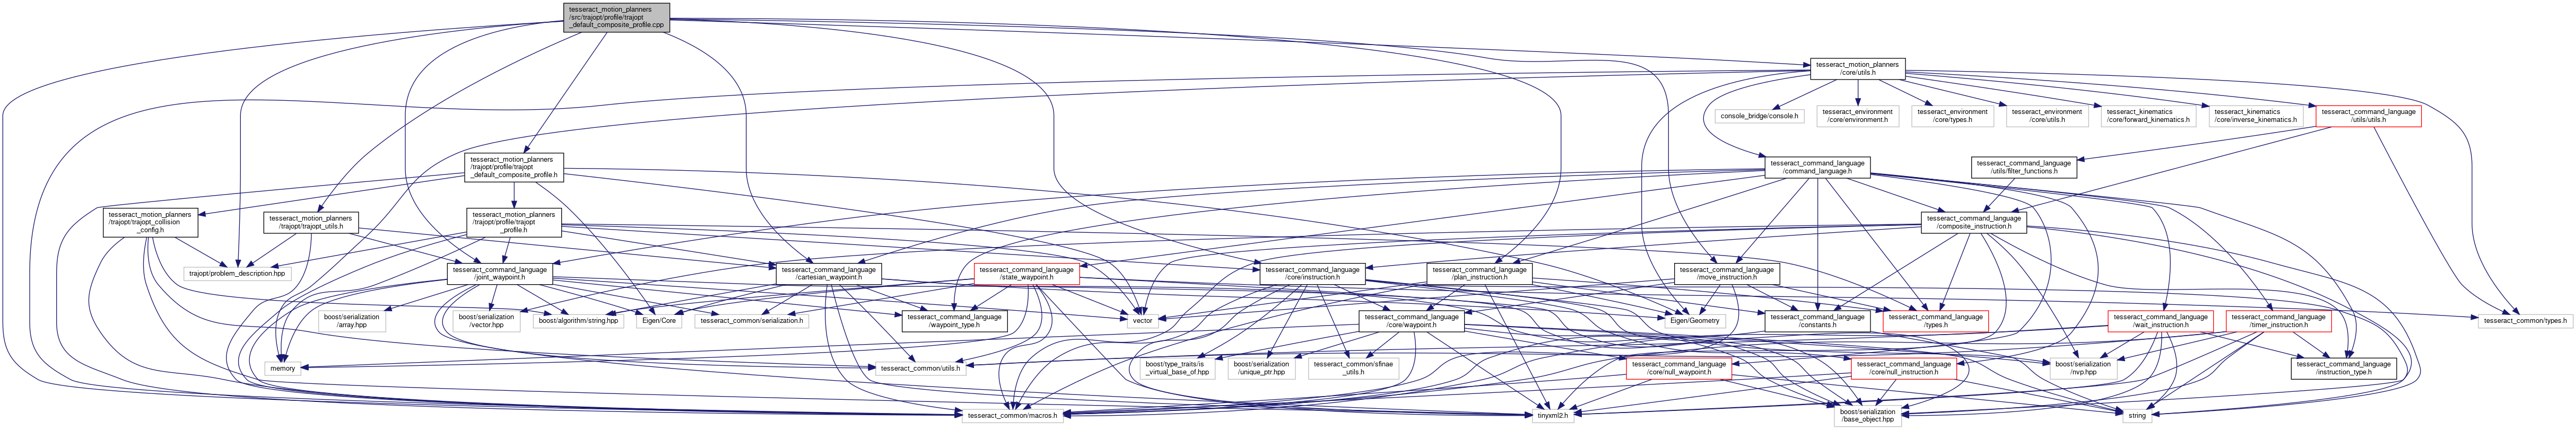 tesseract_motion_planners
/src/trajopt/profile/trajopt
_default_composite_profile.cpp
tesseract_motion_planners
/core/utils.h
console_bridge/console.h
tesseract_environment
/core/environment.h
tesseract_environment
/core/types.h
tesseract_environment
/core/utils.h
tesseract_kinematics
/core/forward_kinematics.h
tesseract_kinematics
/core/inverse_kinematics.h
tesseract_command_language
/utils/utils.h
tesseract_motion_planners
/trajopt/profile/trajopt
_default_composite_profile.h
tesseract_command_language
/command_language.h
tesseract_command_language
/utils/filter_functions.h
tesseract_motion_planners
/trajopt/trajopt_collision
_config.h
tesseract_motion_planners
/trajopt/trajopt_utils.h
tesseract_motion_planners
/trajopt/profile/trajopt
_profile.h
tesseract_command_language
/composite_instruction.h
trajopt/problem_description.hpp
tesseract_command_language
/joint_waypoint.h
tesseract_command_language
/cartesian_waypoint.h
tesseract_command_language
/state_waypoint.h
tesseract_command_language
/core/instruction.h
tesseract_command_language
/plan_instruction.h
tesseract_command_language
/move_instruction.h
boost/serialization
/array.hpp
boost/serialization
/vector.hpp
boost/algorithm/string.hpp
Eigen/Core
tesseract_common/serialization.h
tesseract_command_language
/waypoint_type.h
vector
tesseract_command_language
/core/waypoint.h
Eigen/Geometry
tesseract_command_language
/constants.h
tesseract_command_language
/types.h
tesseract_command_language
/wait_instruction.h
tesseract_command_language
/timer_instruction.h
tesseract_common/types.h
memory
tesseract_common/utils.h
boost/type_traits/is
_virtual_base_of.hpp
boost/serialization
/unique_ptr.hpp
tesseract_common/sfinae
_utils.h
tesseract_command_language
/core/null_waypoint.h
tesseract_command_language
/core/null_instruction.h
boost/serialization
/nvp.hpp
tesseract_command_language
/instruction_type.h
tesseract_common/macros.h
tinyxml2.h
boost/serialization
/base_object.hpp
string